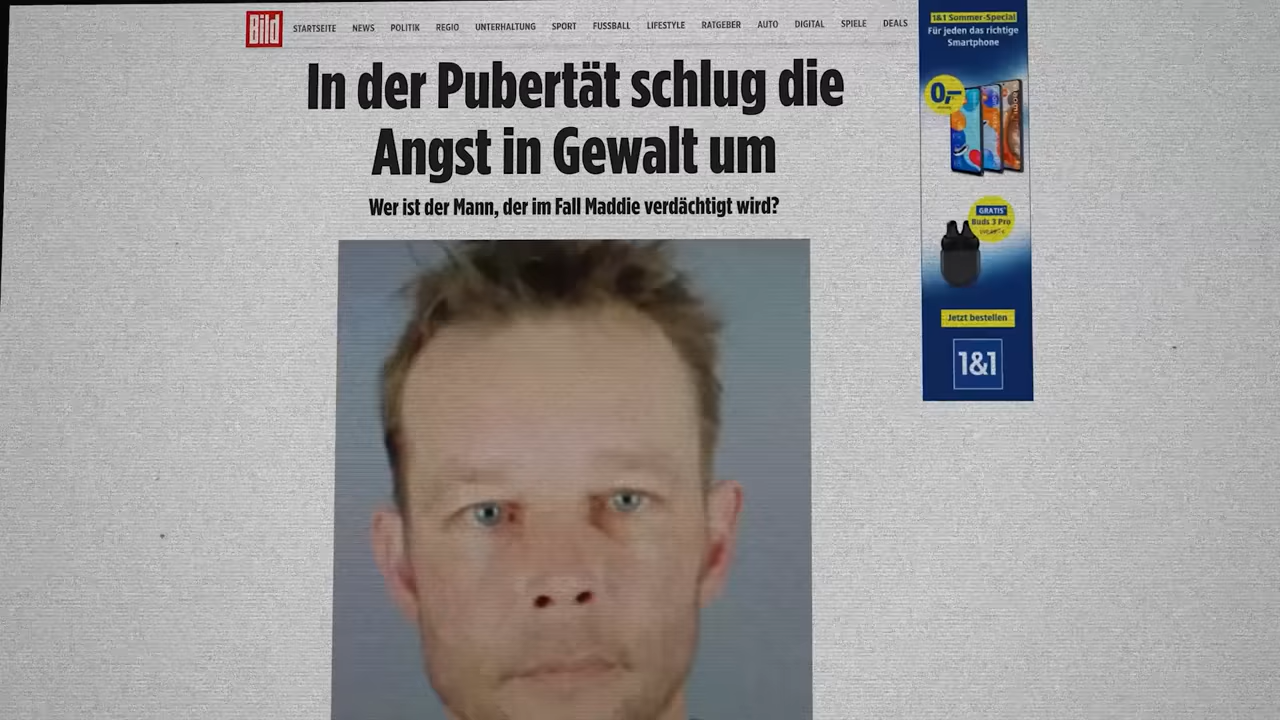 Bild STARTSEITE NEWS POLITIK REGIO UNTERHALTUNG SPORT FUSSBALL LIFESTYLE RATGEBER AUTO DIGITAL SPIELE DEALS
In der Pubertät schlug die
Angst in Gewalt um
Wer ist der Mann, der im Fall Maddie verdächtigt wird?
1&1 Sommer-Special
Für jeden das richtige
Smartphone
0,–
XIAOMI
GRATIS
Buds 3 Pro
Jetzt bestellen
1&1